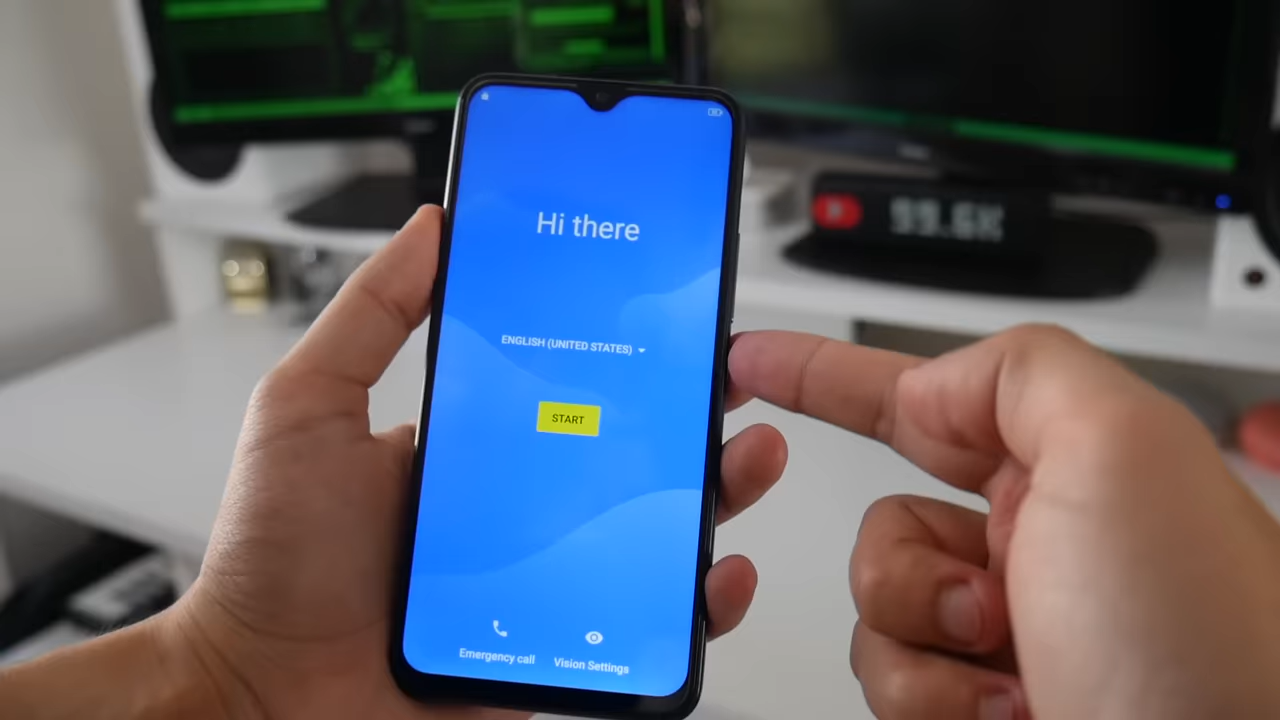 Hi there
ENGLISH (UNITED STATES)
START
Emergency call
Vision Settings
99.6K